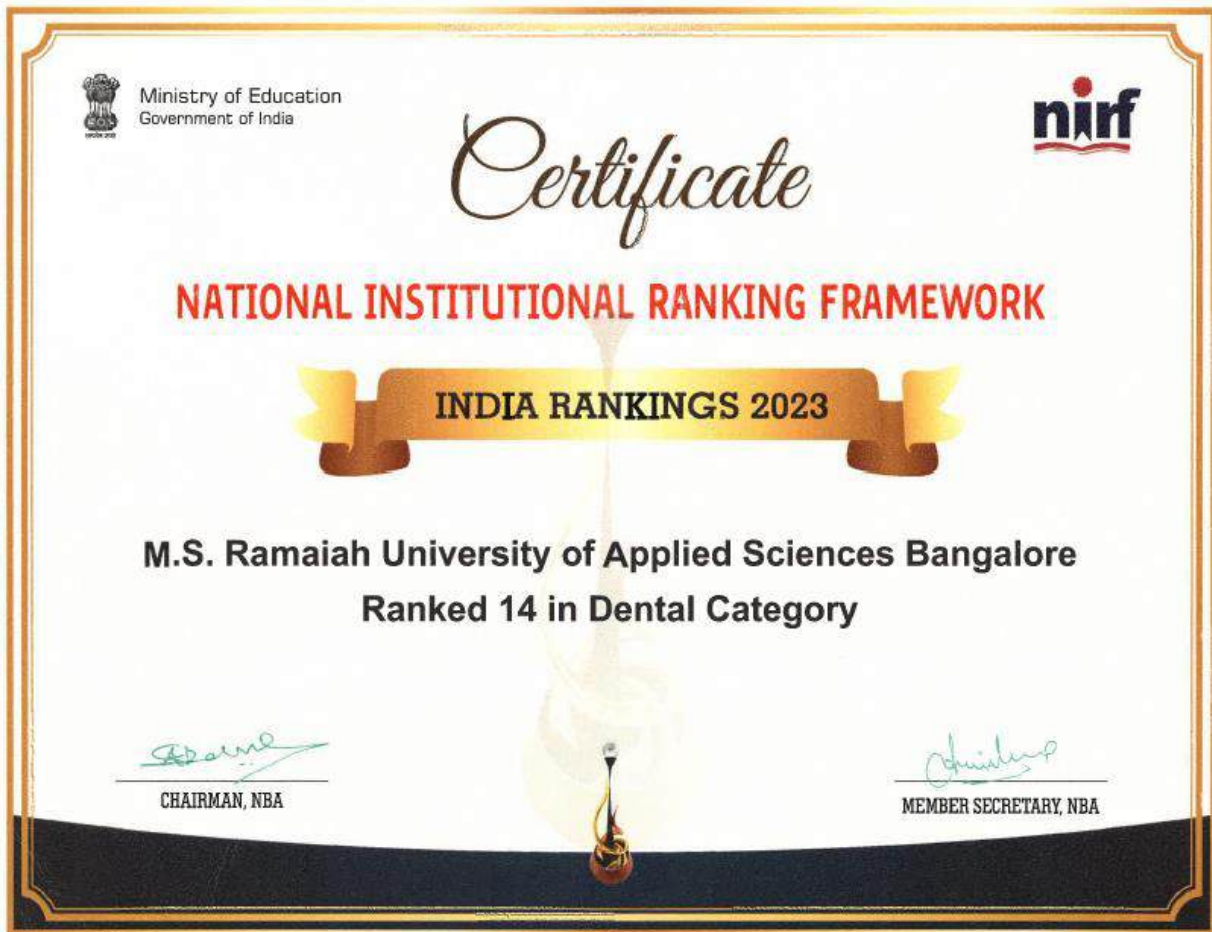 Ministry of Education
Government of India
nirf
Certificate
NATIONAL INSTITUTIONAL RANKING FRAMEWORK
INDIA RANKINGS 2023
M.S. Ramaiah University of Applied Sciences Bangalore
Ranked 14 in Dental Category
CHAIRMAN, NBA
MEMBER SECRETARY, NBA